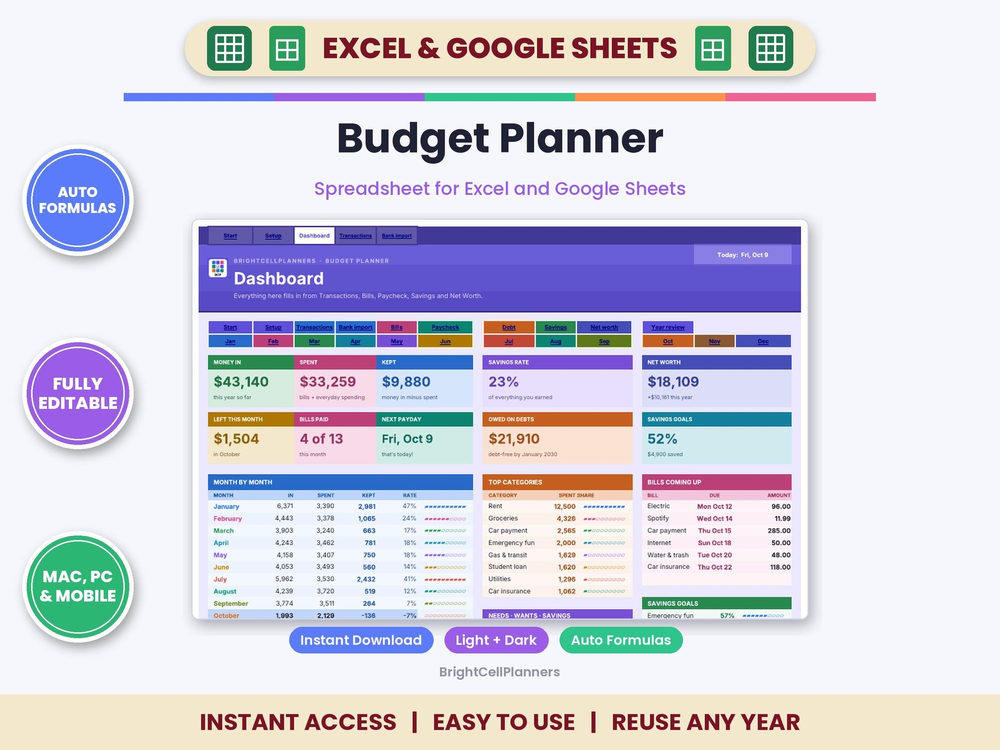 EXCEL & GOOGLE SHEETS
Budget Planner
Spreadsheet for Excel and Google Sheets
AUTO
FORMULAS
FULLY
EDITABLE
MAC, PC
& MOBILE
Start Setup Dashboard Transactions Bank import
BRIGHTCELLPLANNERS · BUDGET PLANNER
Today: Fri, Oct 9
Dashboard
Everything here fills in from Transactions, Bills, Paycheck, Savings and Net Worth.
Start Setup Transactions Bank import Bills Paycheck Debt Savings Net worth Year review
Jan Feb Mar Apr May Jun Jul Aug Sep Oct Nov Dec
MONEY IN SPENT KEPT SAVINGS RATE NET WORTH
$43,140 $33,259 $9,880 23% $18,109
this year so far bills + everyday spending money in minus spent of everything you earned +$10,161 this year
LEFT THIS MONTH BILLS PAID NEXT PAYDAY OWED ON DEBTS SAVINGS GOALS
$1,504 4 of 13 Fri, Oct 9 $21,910 52%
in October this month that's today! debt-free by January 2030 $4,900 saved
MONTH BY MONTH
MONTH IN SPENT KEPT RATE
January 6,371 3,390 2,981 47%
February 4,443 3,378 1,065 24%
March 3,903 3,240 663 17%
April 4,243 3,462 781 18%
May 4,158 3,407 750 18%
June 4,053 3,493 560 14%
July 5,962 3,530 2,432 41%
August 4,239 3,720 519 12%
September 3,774 3,511 264 7%
October 1,993 2,129 -136 -7%
TOP CATEGORIES
CATEGORY SPENT SHARE
Rent 12,500
Groceries 4,326
Car payment 2,565
Emergency fun 2,000
Gas & transit 1,629
Student loan 1,620
Utilities 1,296
Car insurance 1,062
NEEDS · WANTS · SAVINGS
BILLS COMING UP
BILL DUE AMOUNT
Electric Mon Oct 12 96.00
Spotify Wed Oct 14 11.99
Car payment Thu Oct 15 285.00
Internet Sun Oct 18 50.00
Water & trash Tue Oct 20 48.00
Car insurance Thu Oct 22 118.00
SAVINGS GOALS
Emergency fun 57%
Instant Download
Light + Dark
Auto Formulas
BrightCellPlanners
INSTANT ACCESS | EASY TO USE | REUSE ANY YEAR